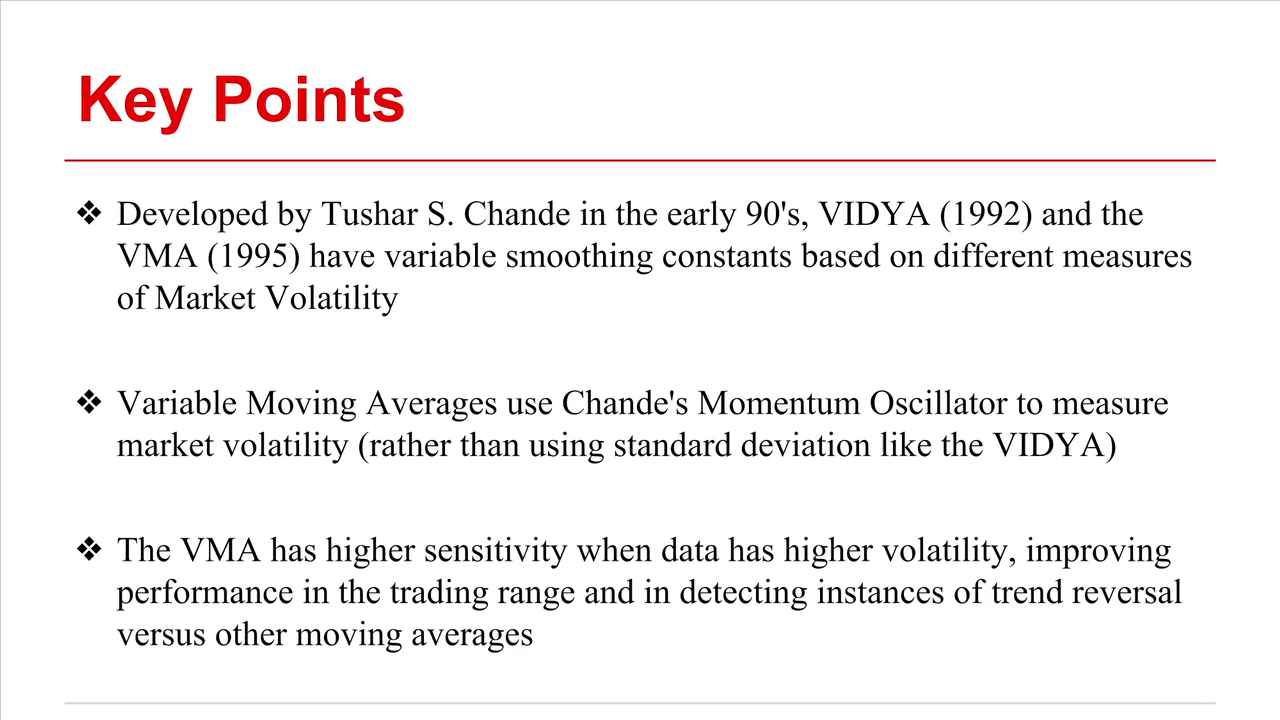 Key Points
❖ Developed by Tushar S. Chande in the early 90's, VIDYA (1992) and the
VMA (1995) have variable smoothing constants based on different measures
of Market Volatility
❖ Variable Moving Averages use Chande's Momentum Oscillator to measure
market volatility (rather than using standard deviation like the VIDYA)
❖ The VMA has higher sensitivity when data has higher volatility, improving
performance in the trading range and in detecting instances of trend reversal
versus other moving averages